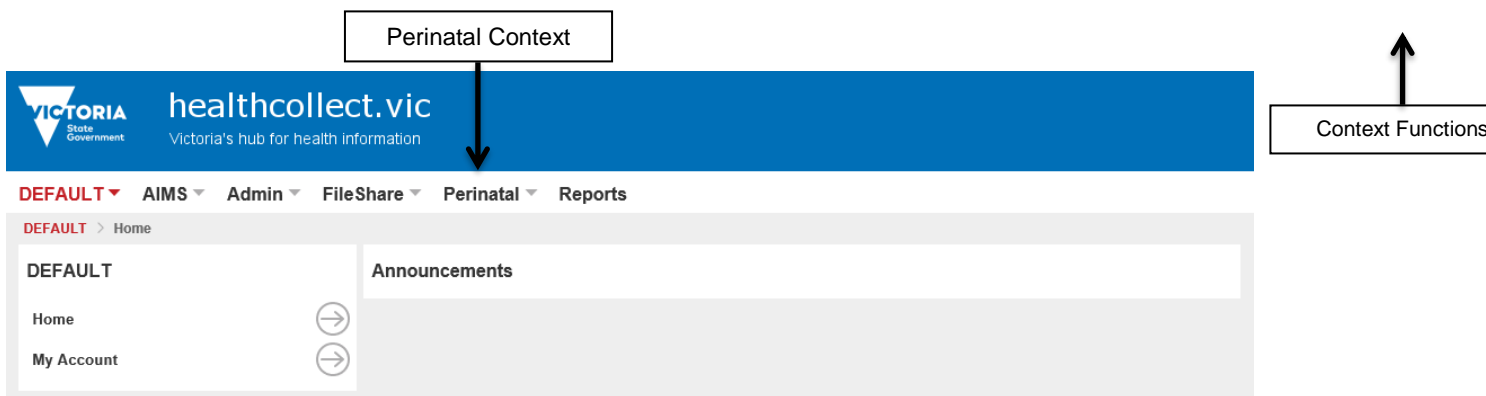 Perinatal Context
VICTORIA
State
Government
healthcollect.vic
Victoria's hub for health information
Context Functions
DEFAULT AIMS Admin FileShare Perinatal Reports
DEFAULT > Home
DEFAULT
Announcements
Home
My Account